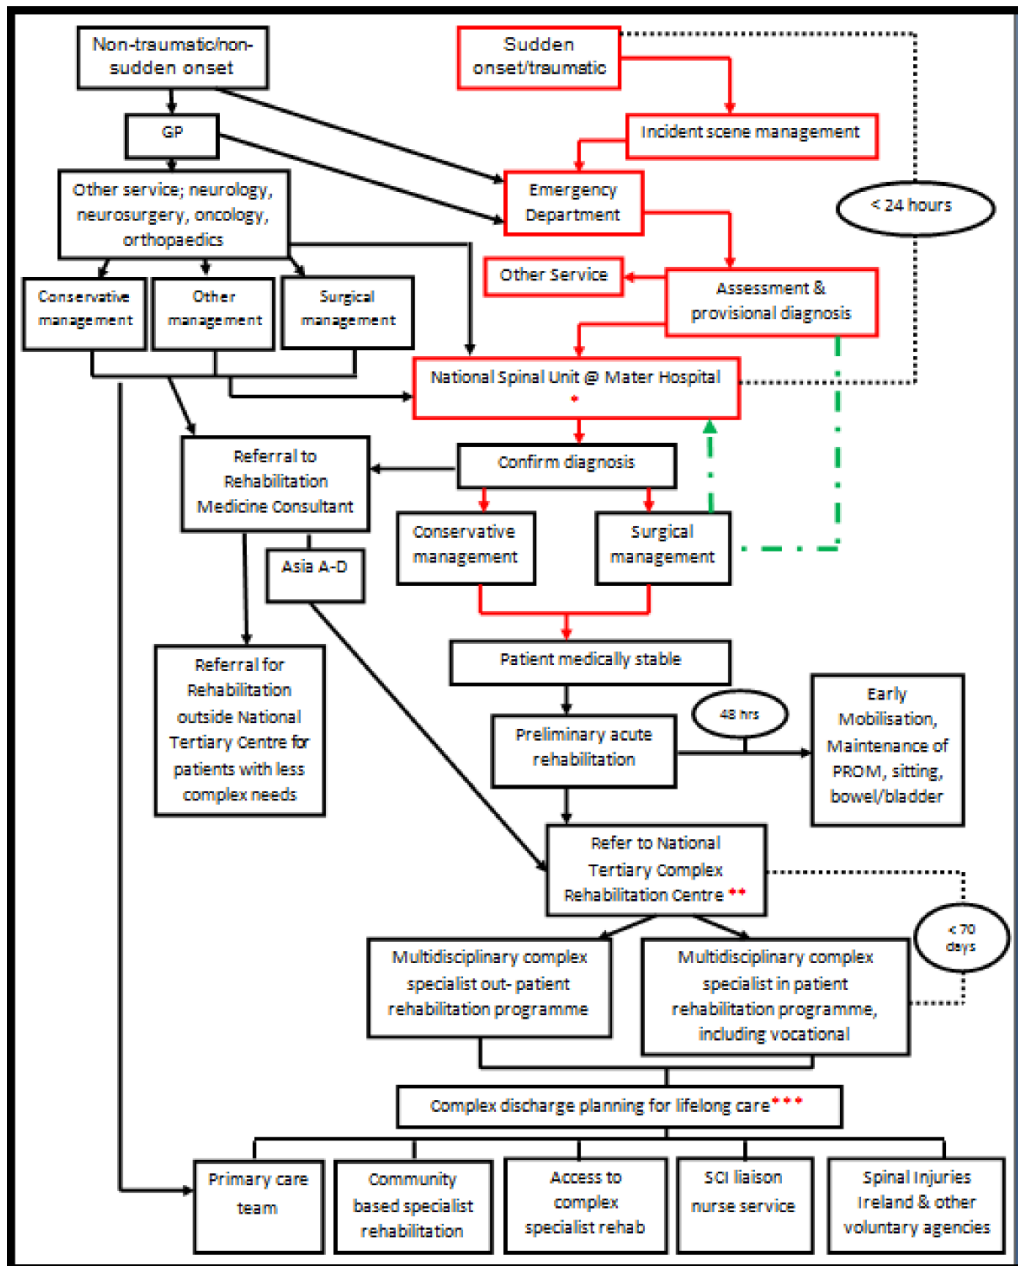 Non-traumatic/non-
sudden onset
Sudden
onset/traumatic
GP
Incident scene management
Other service; neurology,
neurosurgery, oncology,
orthopaedics
Emergency
Department
< 24 hours
Other Service
Assessment &
provisional diagnosis
Conservative
management
Other
management
Surgical
management
National Spinal Unit @ Mater Hospital
*
Referral to
Rehabilitation
Medicine Consultant
Confirm diagnosis
Conservative
management
Surgical
management
Asia A-D
Patient medically stable
Referral for
Rehabilitation
outside National
Tertiary Centre for
patients with less
complex needs
Preliminary acute
rehabilitation
48 hrs
Early
Mobilisation,
Maintenance of
PROM, sitting,
bowel/bladder
Refer to National
Tertiary Complex
Rehabilitation Centre **
< 70
days
Multidisciplinary complex
specialist out- patient
rehabilitation programme
Multidisciplinary complex
specialist in patient
rehabilitation programme,
including vocational
Complex discharge planning for lifelong care***
Primary care
team
Community
based specialist
rehabilitation
Access to
complex
specialist rehab
SCI liaison
nurse service
Spinal Injuries
Ireland & other
voluntary agencies